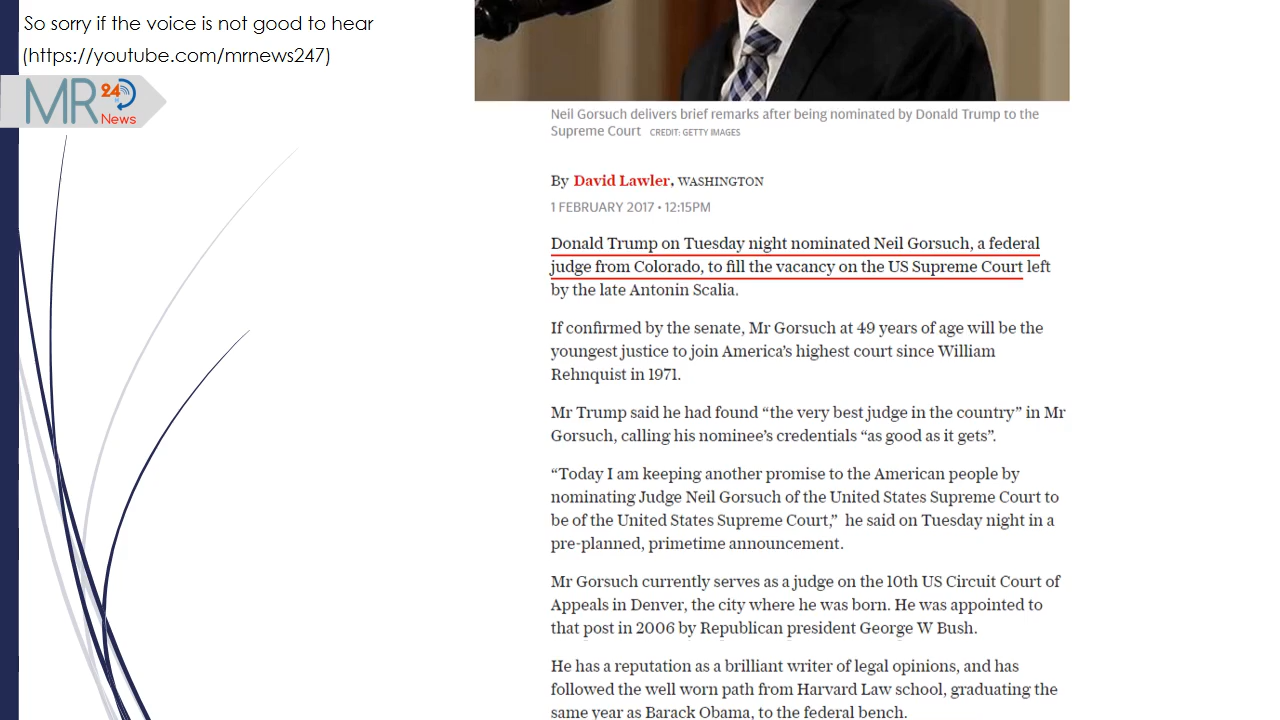 So sorry if the voice is not good to hear
(https://youtube.com/mrnews247)
MR 24 News
Neil Gorsuch delivers brief remarks after being nominated by Donald Trump to the
Supreme Court CREDIT: GETTY IMAGES
By David Lawler, WASHINGTON
1 FEBRUARY 2017 • 12:15PM
Donald Trump on Tuesday night nominated Neil Gorsuch, a federal
judge from Colorado, to fill the vacancy on the US Supreme Court left
by the late Antonin Scalia.
If confirmed by the senate, Mr Gorsuch at 49 years of age will be the
youngest justice to join America’s highest court since William
Rehnquist in 1971.
Mr Trump said he had found “the very best judge in the country” in Mr
Gorsuch, calling his nominee’s credentials “as good as it gets”.
“Today I am keeping another promise to the American people by
nominating Judge Neil Gorsuch of the United States Supreme Court to
be of the United States Supreme Court,” he said on Tuesday night in a
pre-planned, primetime announcement.
Mr Gorsuch currently serves as a judge on the 10th US Circuit Court of
Appeals in Denver, the city where he was born. He was appointed to
that post in 2006 by Republican president George W Bush.
He has a reputation as a brilliant writer of legal opinions, and has
followed the well worn path from Harvard Law school, graduating the
same year as Barack Obama, to the federal bench.